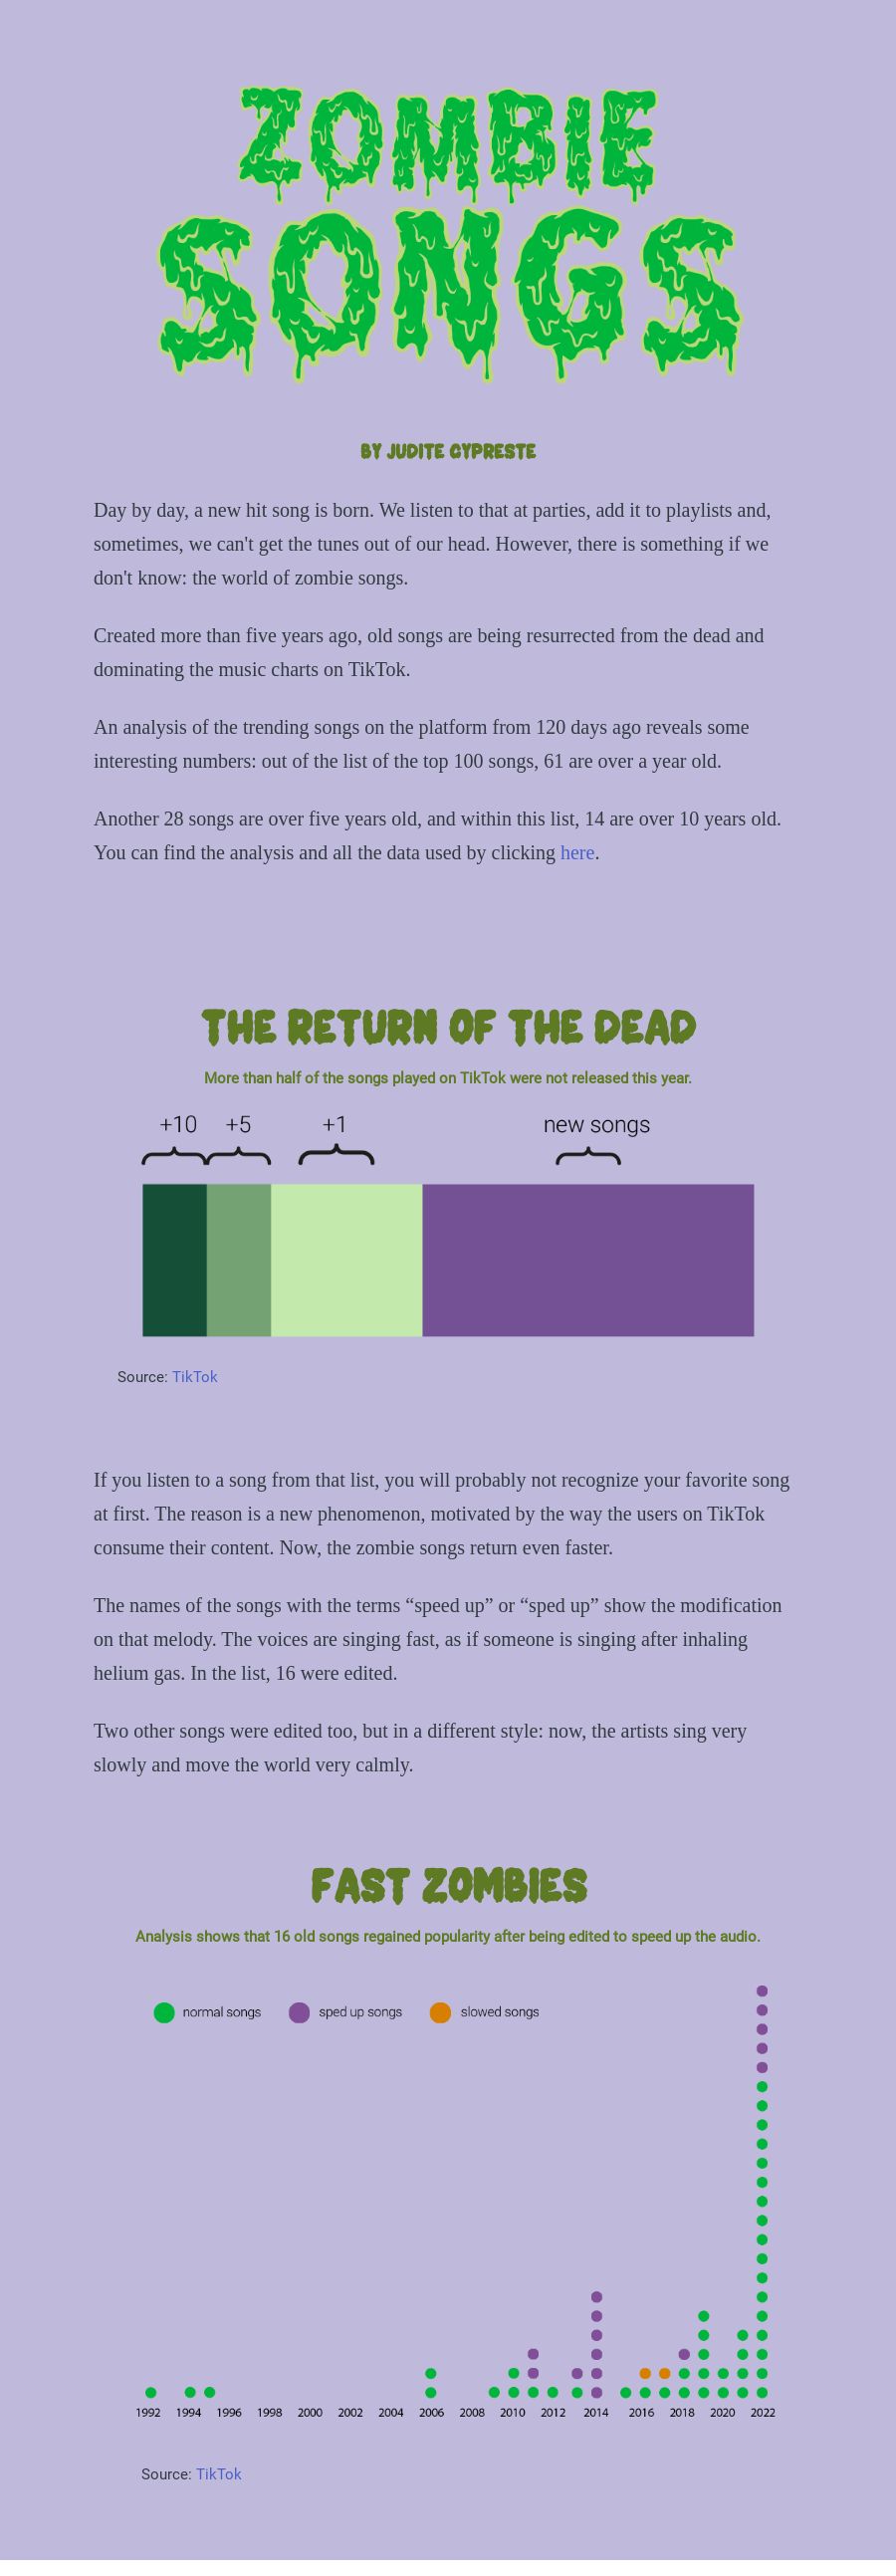 ZOMBIE
SONGS
BY JUDITE CYPRESTE
Day by day, a new hit song is born. We listen to that at parties, add it to playlists and,
sometimes, we can't get the tunes out of our head. However, there is something if we
don't know: the world of zombie songs.
Created more than five years ago, old songs are being resurrected from the dead and
dominating the music charts on TikTok.
An analysis of the trending songs on the platform from 120 days ago reveals some
interesting numbers: out of the list of the top 100 songs, 61 are over a year old.
Another 28 songs are over five years old, and within this list, 14 are over 10 years old.
You can find the analysis and all the data used by clicking here.
THE RETURN OF THE DEAD
More than half of the songs played on TikTok were not released this year.
+10 +5 +1 new songs
Source: TikTok
If you listen to a song from that list, you will probably not recognize your favorite song
at first. The reason is a new phenomenon, motivated by the way the users on TikTok
consume their content. Now, the zombie songs return even faster.
The names of the songs with the terms “speed up” or “sped up” show the modification
on that melody. The voices are singing fast, as if someone is singing after inhaling
helium gas. In the list, 16 were edited.
Two other songs were edited too, but in a different style: now, the artists sing very
slowly and move the world very calmly.
FAST ZOMBIES
Analysis shows that 16 old songs regained popularity after being edited to speed up the audio.
normal songs sped up songs slowed songs
1992 1994 1996 1998 2000 2002 2004 2006 2008 2010 2012 2014 2016 2018 2020 2022
Source: TikTok